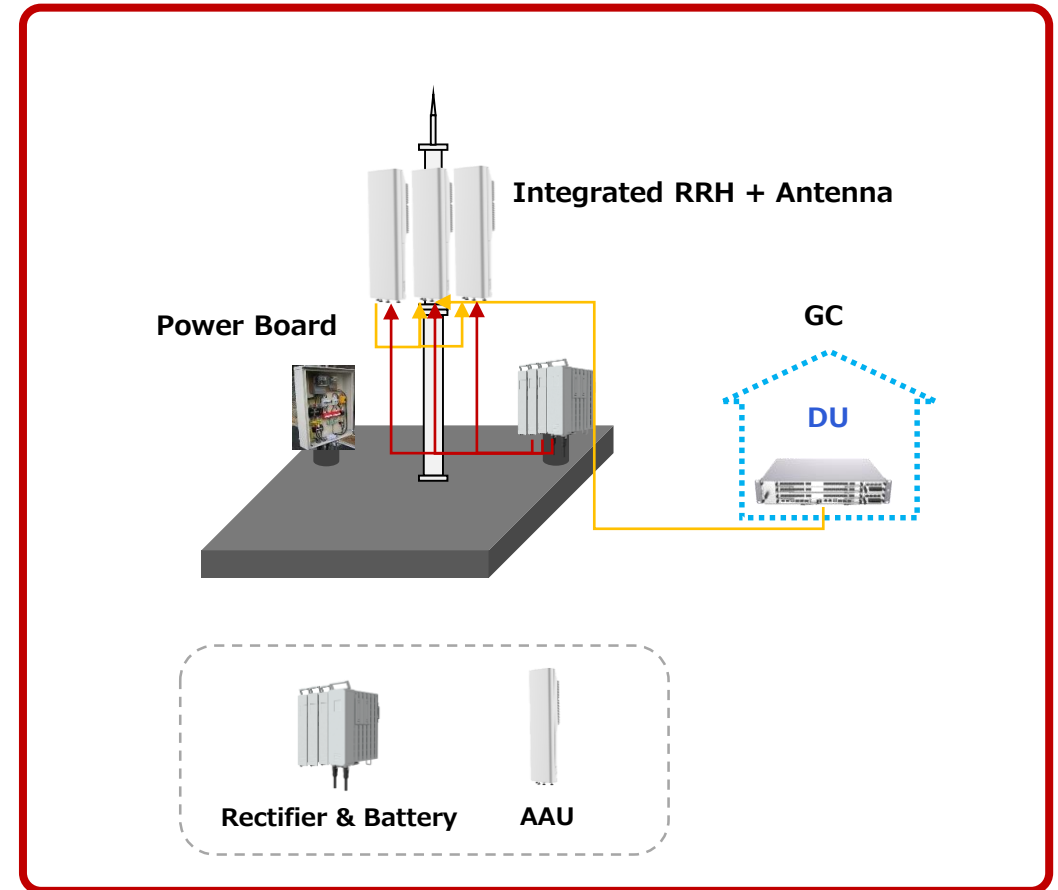 Integrated RRH + Antenna
Power Board
GC
DU
Rectifier & Battery
AAU